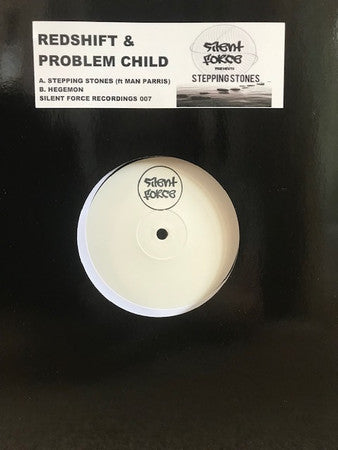 REDSHIFT &
PROBLEM CHILD
A. STEPPING STONES (ft MAN PARRIS)
B. HEGEMON
SILENT FORCE RECORDINGS 007
Silent
Force
PRESENTS
STEPPING STONES
Silent
Force